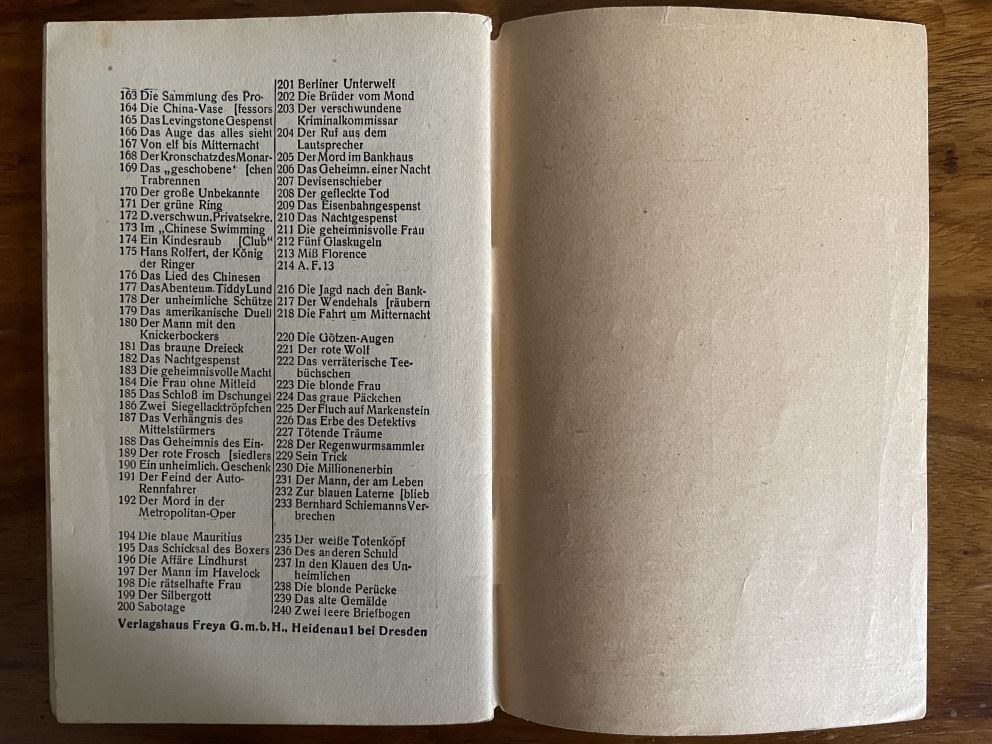 163 Die Sammlung des Pro-
164 Die China-Vase [fessors
165 Das Levingstone Gespenst
166 Das Auge das alles sieht
167 Von elf bis Mitternacht
168 Der Kronschatz des Monar-
169 Das „geschobene“ [chen
Trabrennen
170 Der große Unbekannte
171 Der grüne Ring
172 D. verschwun. Privatsekre.
173 Im „Chinese Swimming
174 Ein Kindesraub [Club“
175 Hans Rolfert, der König
der Ringer
176 Das Lied des Chinesen
177 Das Abenteum. Tiddy Lund
178 Der unheimliche Schütze
179 Das amerikanische Duell
180 Der Mann mit den
Knickerbockers
181 Das braune Dreieck
182 Das Nachtgespenst
183 Die geheimnisvolle Macht
184 Die Frau ohne Mitleid
185 Das Schloß im Dschungel
186 Zwei Siegellacktröpfchen
187 Das Verhängnis des
Mittelstürmers
188 Das Geheimnis des Ein-
189 Der rote Frosch [siedlers
190 Ein unheimlich. Geschenk
191 Der Feind der Auto-
Rennfahrer
192 Der Mord in der
Metropolitan-Oper
194 Die blaue Mauritius
195 Das Schicksal des Boxers
196 Die Affäre Lindhurst
197 Der Mann im Havelock
198 Die rätselhafte Frau
199 Der Silbergott
200 Sabotage
201 Berliner Unterwelt
202 Die Brüder vom Mond
203 Der verschwundene
Kriminalkommissar
204 Der Ruf aus dem
Lautsprecher
205 Der Mord im Bankhaus
206 Das Geheimn. einer Nacht
207 Devisenschieber
208 Der gefleckte Tod
209 Das Eisenbahngespenst
210 Das Nachtgespenst
211 Die geheimnisvolle Frau
212 Fünf Glaskugeln
213 Miß Florence
214 A. F. 13
216 Die Jagd nach den Bank-
217 Der Wendehals [räubern
218 Die Fahrt um Mitternacht
220 Die Götzen-Augen
221 Der rote Wolf
222 Das verräterische Tee-
büchschen
223 Die blonde Frau
224 Das graue Päckchen
225 Der Fluch auf Markenstein
226 Das Erbe des Detektivs
227 Tötende Träume
228 Der Regenwurmsammler
229 Sein Trick
230 Die Millionenerbin
231 Der Mann, der am Leben
232 Zur blauen Laterne [blieb
233 Bernhard Schiemanns Ver-
brechen
235 Der weiße Totenkopf
236 Des anderen Schuld
237 In den Klauen des Un-
heimlichen
238 Die blonde Perücke
239 Das alte Gemälde
240 Zwei leere Briefbogen
Verlagshaus Freya G. m. b. H., Heidenau 1 bei Dresden